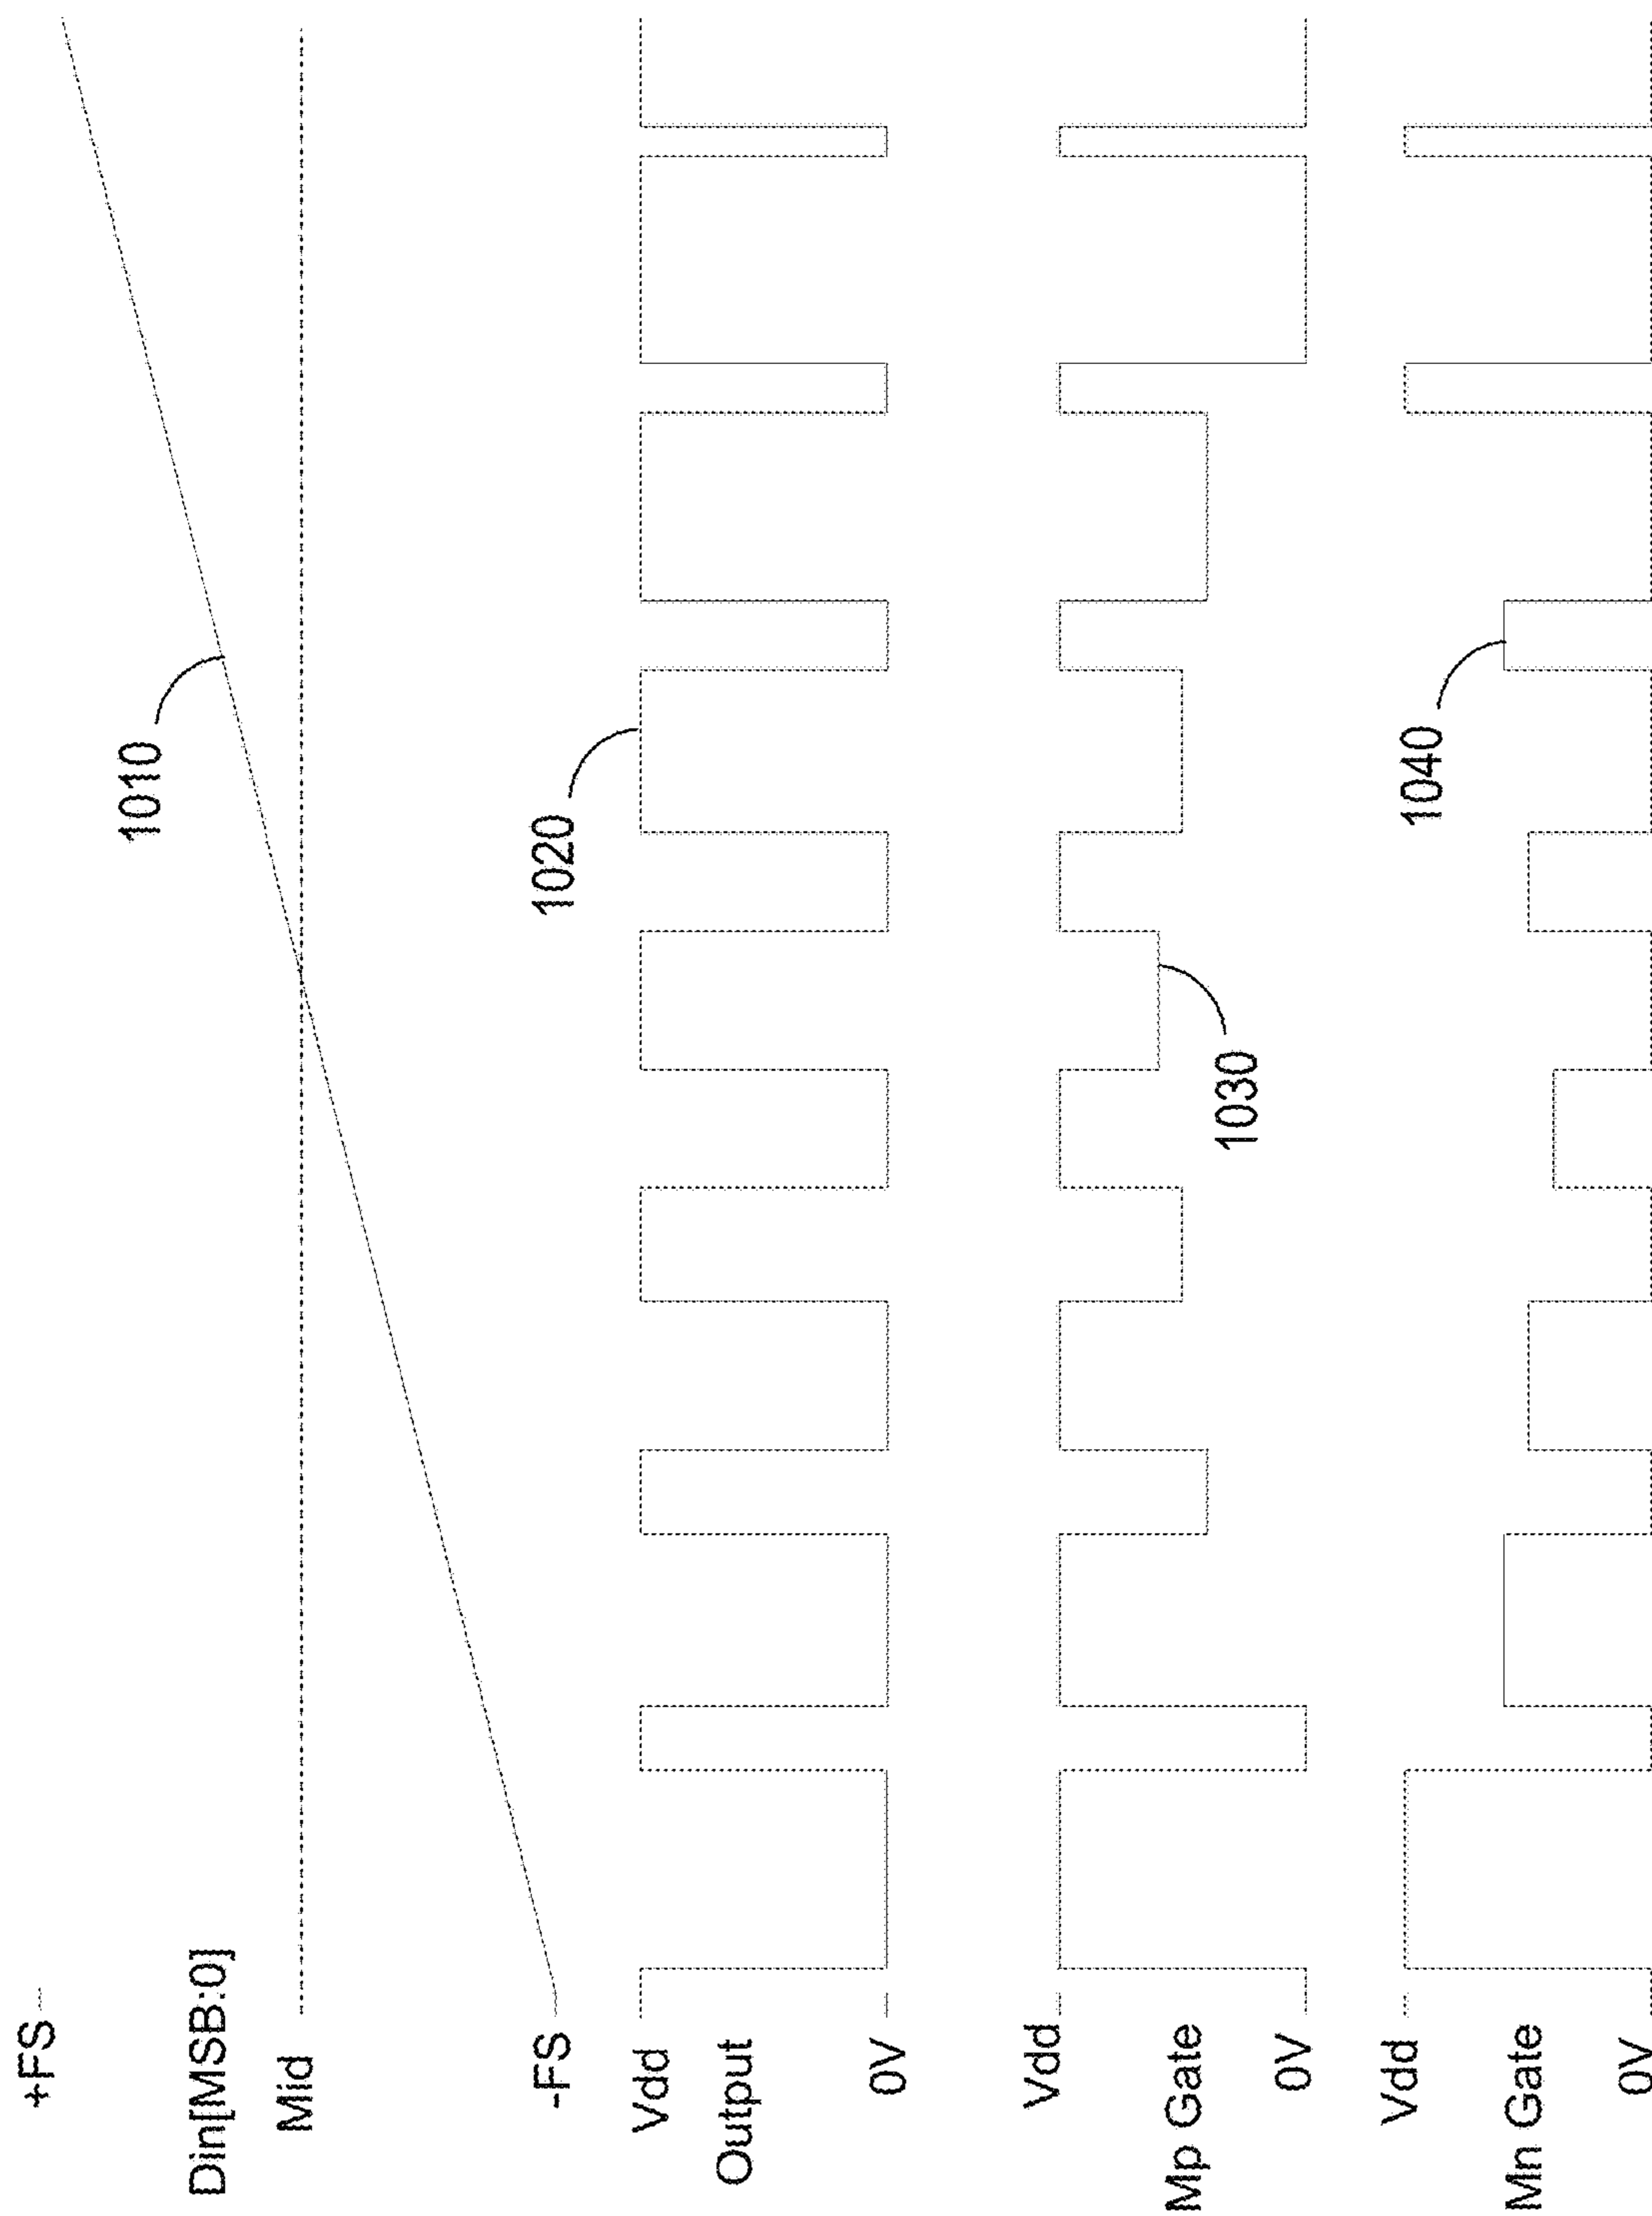 +FS
Din[MSB:0]
Mid
-FS
1010
Vdd
Output
0V
1020
Vdd
Mp Gate
0V
1030
Vdd
Mn Gate
0V
1040